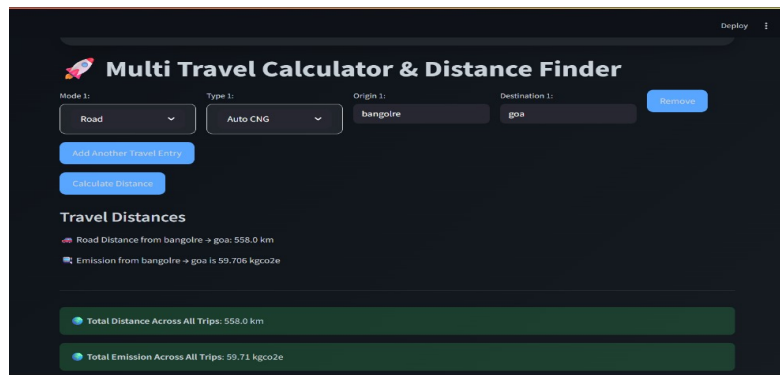 Deploy
Multi Travel Calculator & Distance Finder
Mode 1: Type 1: Origin 1: Destination 1:
Road Auto CNG bangolre goa Remove
Add Another Travel Entry
Calculate Distance
Travel Distances
Road Distance from bangolre → goa: 558.0 km
Emission from bangolre → goa is 59.706 kgco2e
Total Distance Across All Trips: 558.0 km
Total Emission Across All Trips: 59.71 kgco2e